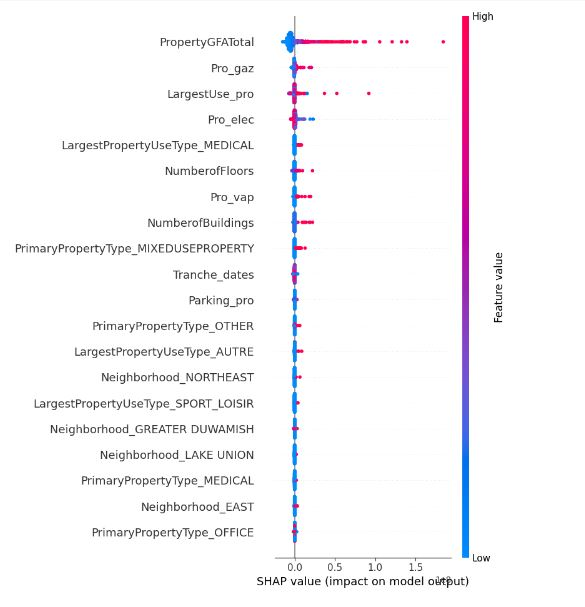 High
PropertyGFATotal
Pro_gaz
LargestUse_pro
Pro_elec
LargestPropertyUseType_MEDICAL
NumberofFloors
Pro_vap
NumberofBuildings
PrimaryPropertyType_MIXEDUSEPROPERTY
Tranche_dates
Parking_pro
PrimaryPropertyType_OTHER
LargestPropertyUseType_AUTRE
Neighborhood_NORTHEAST
LargestPropertyUseType_SPORT_LOISIR
Neighborhood_GREATER DUWAMISH
Neighborhood_LAKE UNION
PrimaryPropertyType_MEDICAL
Neighborhood_EAST
PrimaryPropertyType_OFFICE
Feature value
Low
0.0 0.5 1.0 1.5
SHAP value (impact on model output)